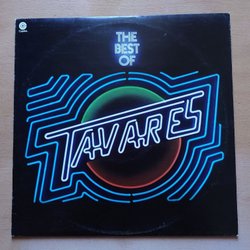 THE
BEST
OF
TAVARES